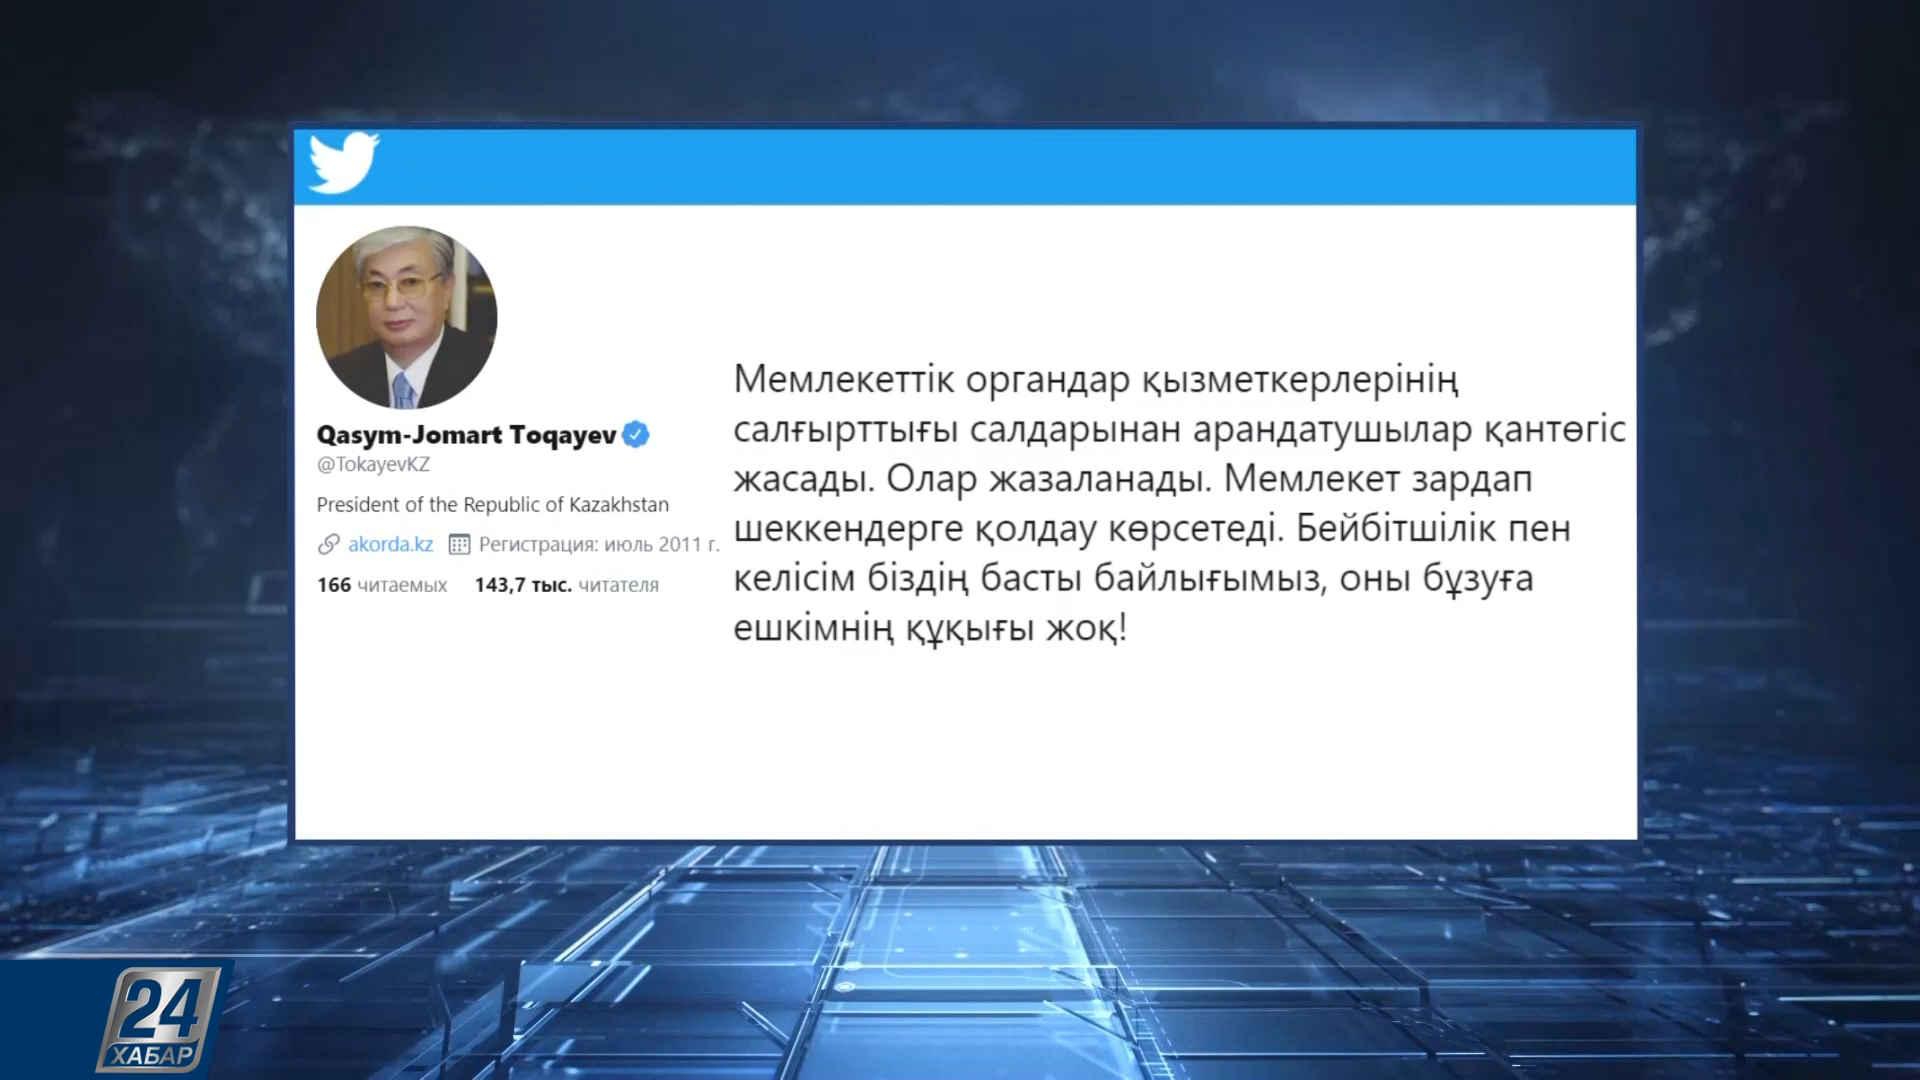 Qasym-Jomart Toqayev
@TokayevKZ
President of the Republic of Kazakhstan
akorda.kz Регистрация: июль 2011 г.
166 читаемых 143,7 тыс. читателя
Мемлекеттік органдар қызметкерлерінің
салғырттығы салдарынан арандатушылар қантөгіс
жасады. Олар жазаланады. Мемлекет зардап
шеккендерге қолдау көрсетеді. Бейбітшілік пен
келісім біздің басты байлығымыз, оны бұзуға
ешкімнің құқығы жоқ!
24
ХАБАР